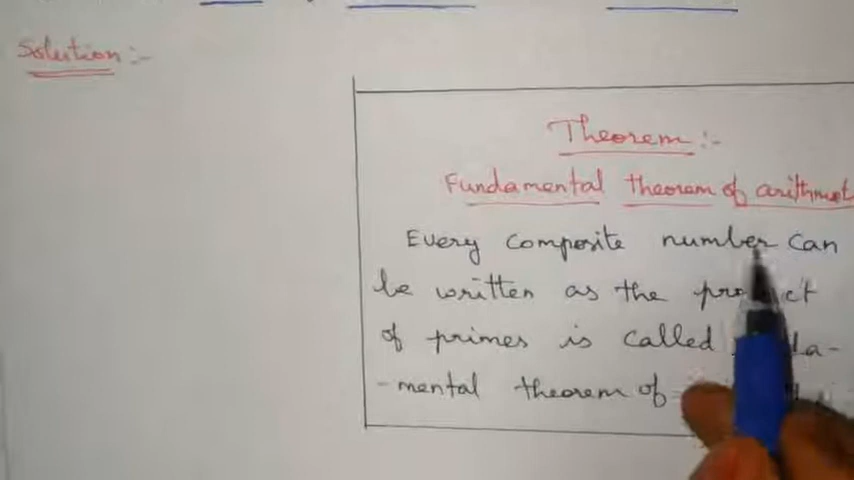 Solution :-
Theorem :-
Fundamental theorem of arithmet
Every composite number can
be written as the product
of primes is called
-mental theorem of